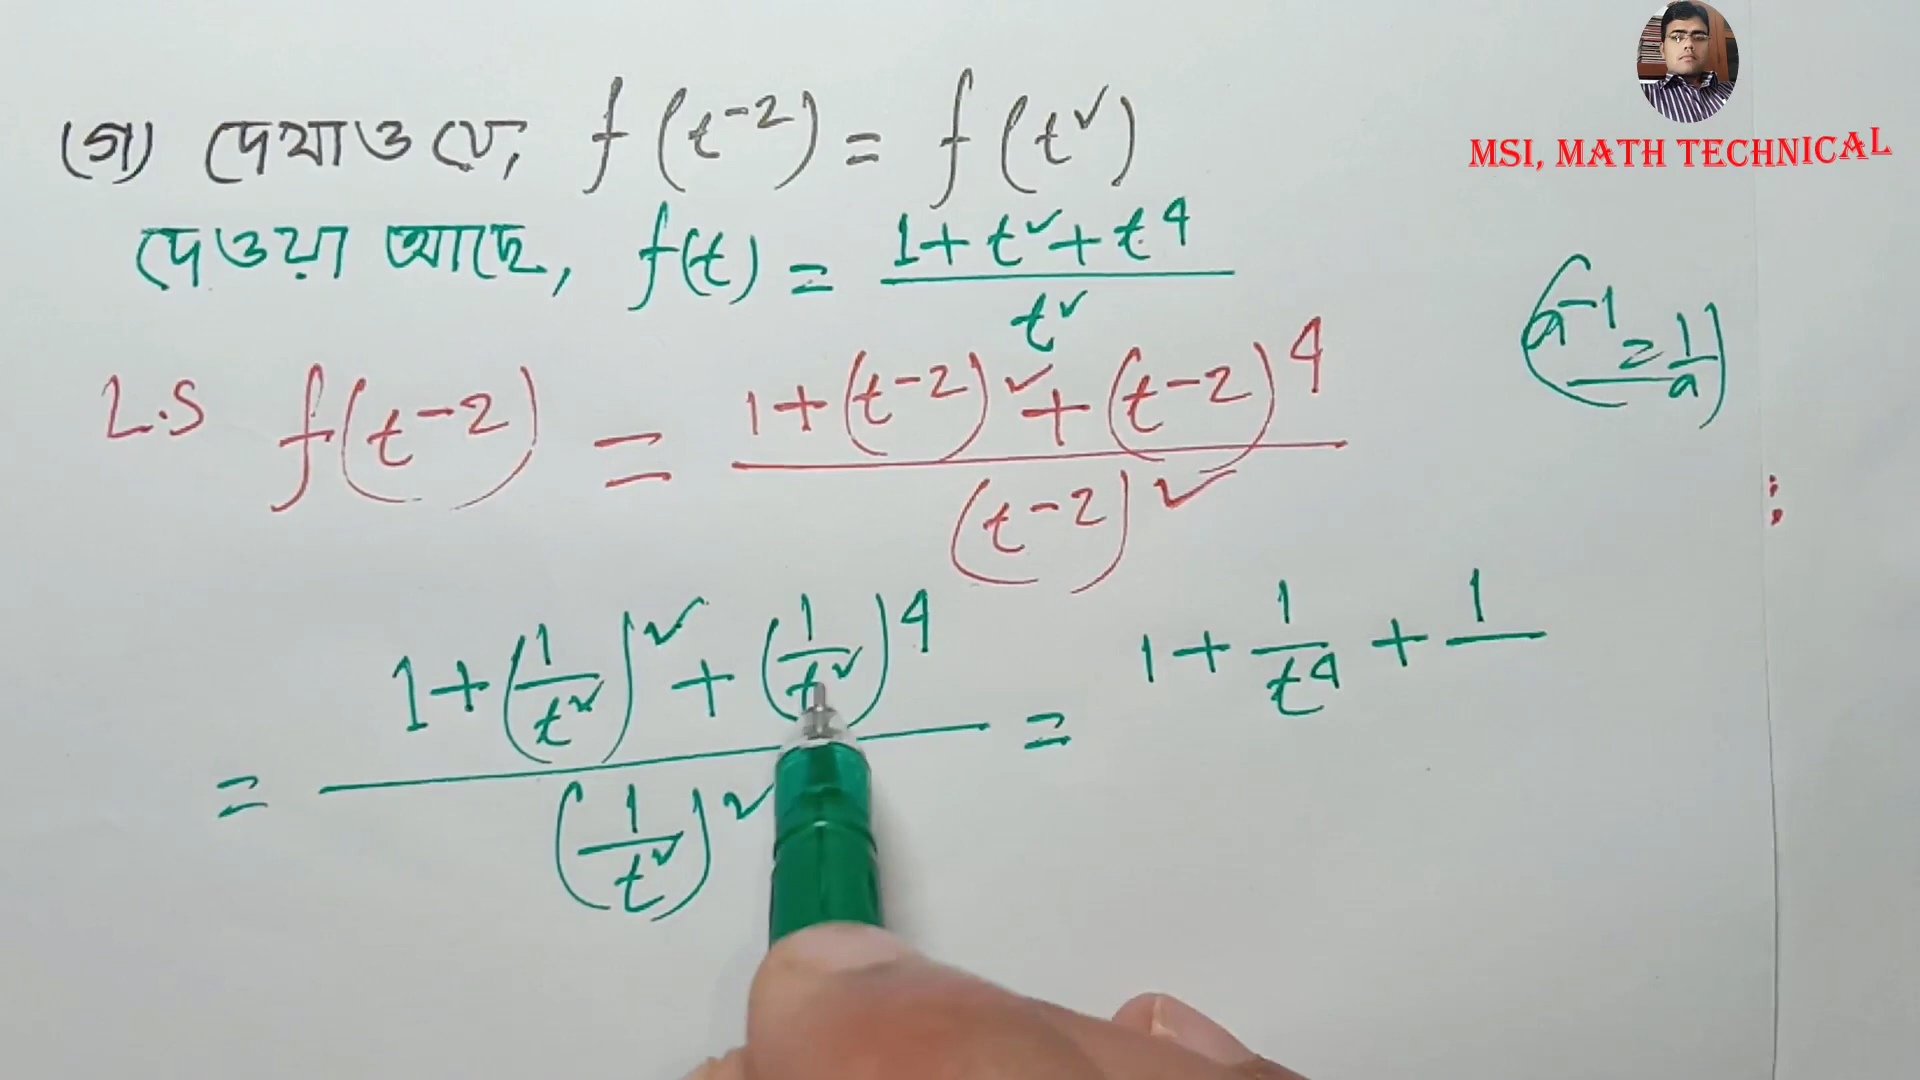 MSI, MATH TECHNICAL
(গ) দেখাও যে, f(t⁻²) = f(t²)
দেওয়া আছে, f(t) = (1+t²+t⁴)/t²
(a⁻¹ = 1/a)
L.S f(t⁻²) = (1+(t⁻²)²+(t⁻²)⁴)/(t⁻²)²
= (1+(1/t²)²+(1/t²)⁴)/(1/t²)² = 1+1/t⁴+1/